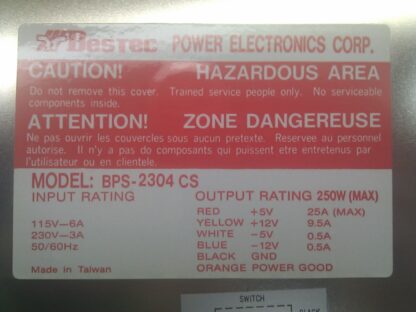 Bestec POWER ELECTRONICS CORP.
CAUTION! HAZARDOUS AREA
Do not remove this cover. Trained service people only. No serviceable
components inside.
ATTENTION! ZONE DANGEREUSE
Ne pas ouvrir les couvercles sous aucun pretexte. Reservee au personnel
autorise. Il n'y a pas do composants qui puissent etre entretenus par
l'utilisateur ou en clientele.
MODEL: BPS-2304 CS
INPUT RATING OUTPUT RATING 250W (MAX)
RED +5V 25A (MAX)
115V-6A YELLOW +12V 9.5A
230V-3A WHITE -5V 0.5A
50/60Hz BLUE -12V 0.5A
BLACK GND
Made in Taiwan ORANGE POWER GOOD
SWITCH
BLACK